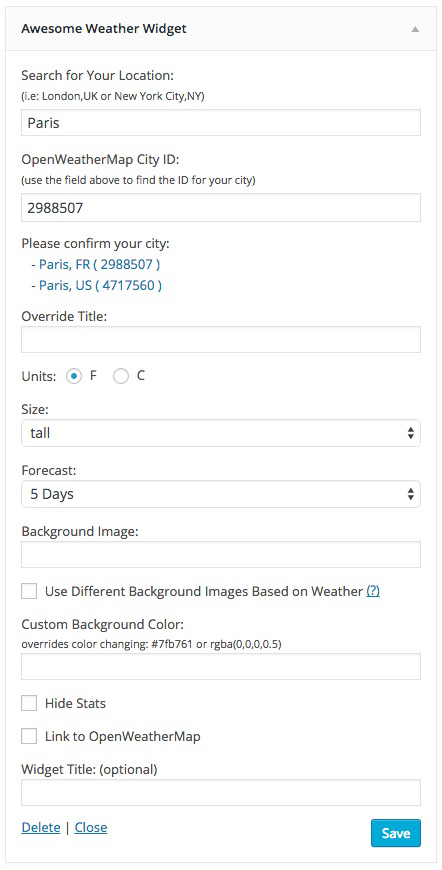 Awesome Weather Widget
Search for Your Location:
(i.e: London,UK or New York City,NY)
Paris
OpenWeatherMap City ID:
(use the field above to find the ID for your city)
2988507
Please confirm your city:
- Paris, FR ( 2988507 )
- Paris, US ( 4717560 )
Override Title:
Units: F C
Size:
tall
Forecast:
5 Days
Background Image:
Use Different Background Images Based on Weather (?)
Custom Background Color:
overrides color changing: #7fb761 or rgba(0,0,0,0.5)
Hide Stats
Link to OpenWeatherMap
Widget Title: (optional)
Delete | Close Save